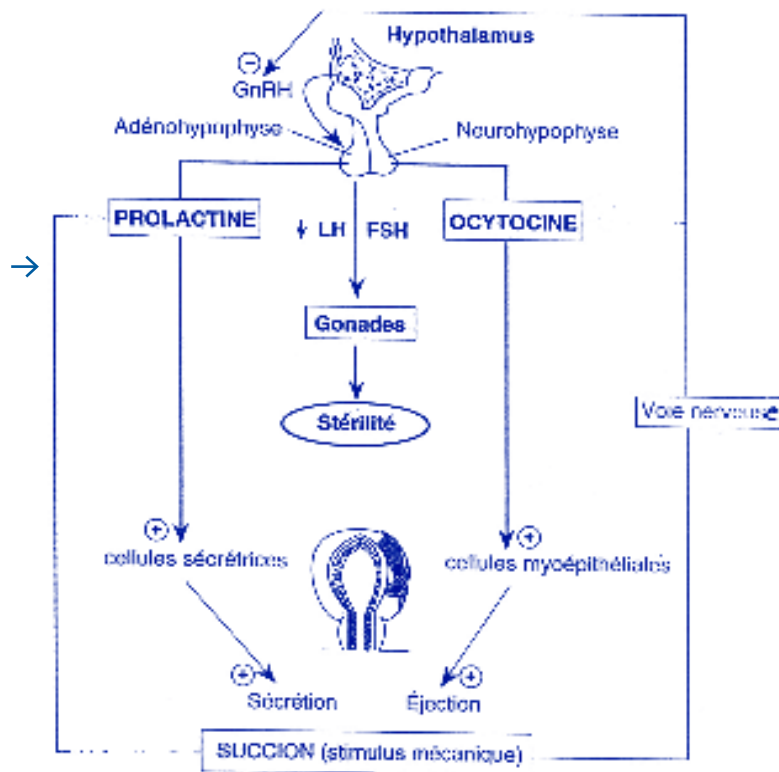 Hypothalamus
GnRH
Adénohypophyse
Neurohypophyse
PROLACTINE
LH FSH
OCYTOCINE
Gonades
Stérilité
Voie nerveuse
cellules sécrétrices
cellules myoépithéliales
Sécrétion
Éjection
SUCCION (stimulus mécanique)